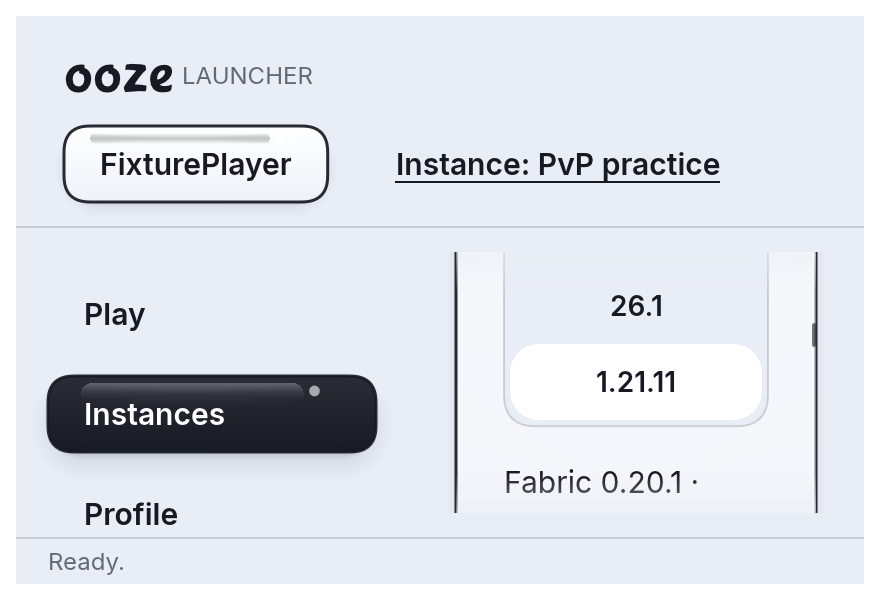 ooze LAUNCHER
FixturePlayer
Instance: PvP practice
Play
Instances
Profile
26.1
1.21.11
Fabric 0.20.1 ·
Ready.